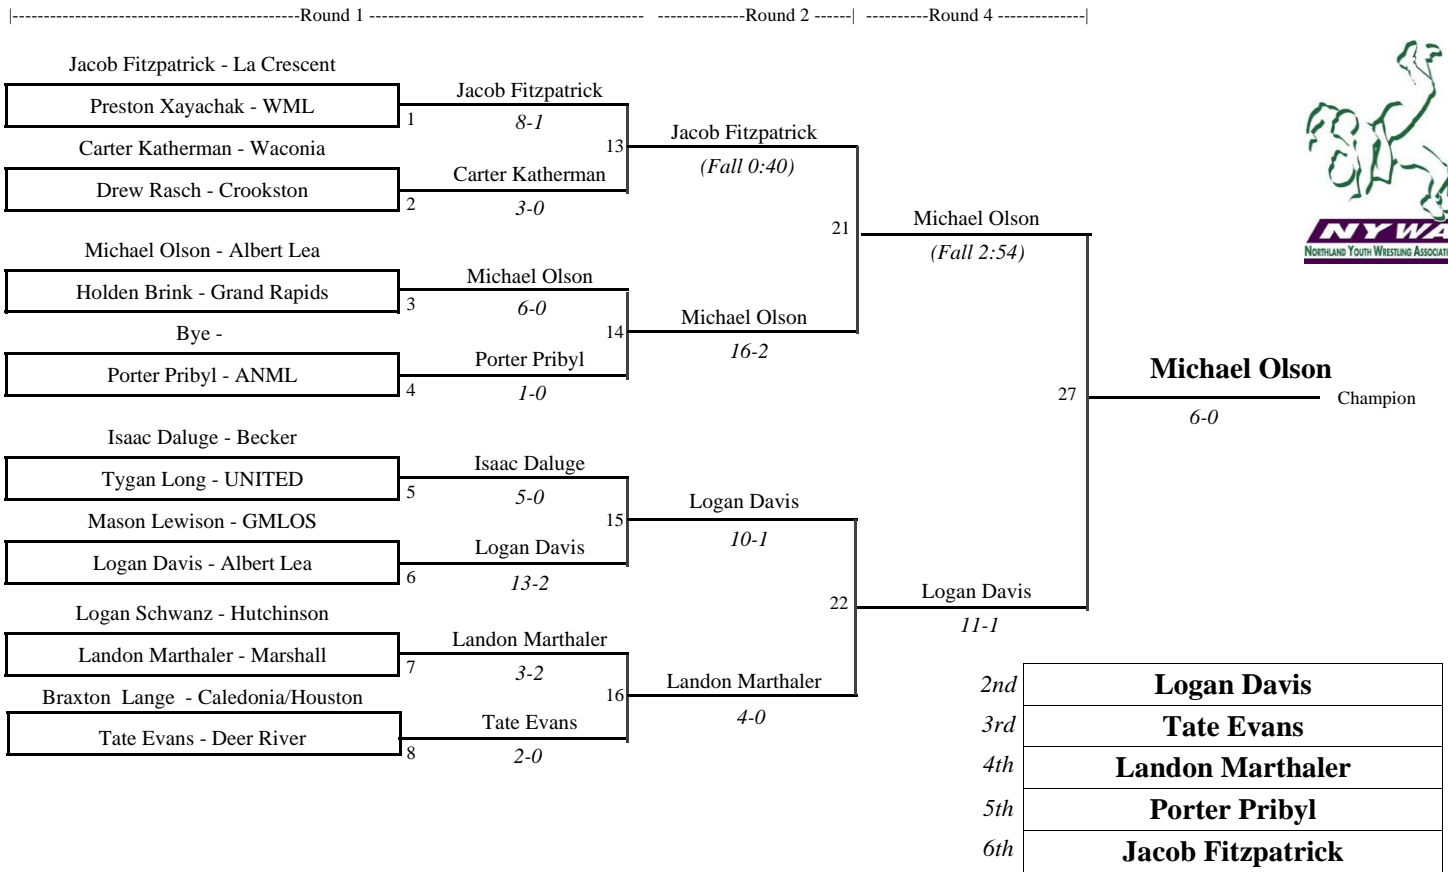 |--------------------------------------------Round 1 ------------------------------------------ --------------Round 2 ------| ----------Round 4 --------------|
Jacob Fitzpatrick - La Crescent
Preston Xayachak - WML
1
Carter Katherman - Waconia
Drew Rasch - Crookston
2
Michael Olson - Albert Lea
Holden Brink - Grand Rapids
3
Bye -
Porter Pribyl - ANML
4
Isaac Daluge - Becker
Tygan Long - UNITED
5
Mason Lewison - GMLOS
Logan Davis - Albert Lea
6
Logan Schwanz - Hutchinson
Landon Marthaler - Marshall
7
Braxton  Lange  - Caledonia/Houston
Tate Evans - Deer River
8
Jacob Fitzpatrick
8-1
13
Carter Katherman
3-0
Michael Olson
6-0
14
Porter Pribyl
1-0
Isaac Daluge
5-0
15
Logan Davis
13-2
Landon Marthaler
3-2
16
Tate Evans
2-0
Jacob Fitzpatrick
(Fall 0:40)
21
Michael Olson
16-2
Logan Davis
10-1
22
Landon Marthaler
4-0
Michael Olson
(Fall 2:54)
27
Logan Davis
11-1
NYWA
Michael Olson
Champion
6-0
2nd Logan Davis
3rd Tate Evans
4th Landon Marthaler
5th Porter Pribyl
6th Jacob Fitzpatrick
NORTHLAND YOUTH WRESTLING